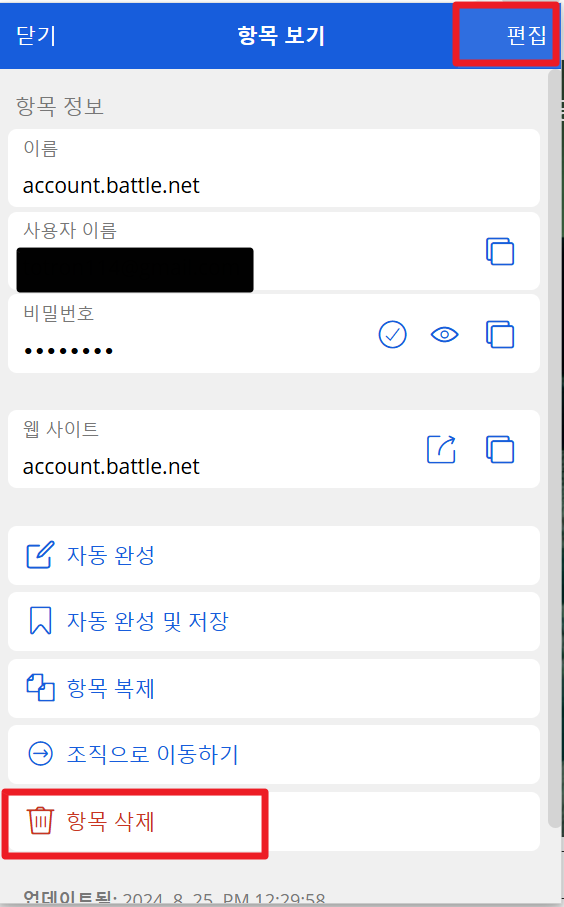 닫기 항목 보기 편집
항목 정보
이름
account.battle.net
사용자 이름
비밀번호
••••••••
웹 사이트
account.battle.net
자동 완성
자동 완성 및 저장
항목 복제
조직으로 이동하기
항목 삭제
업데이트됨: 2024. 8. 25. PM 12:29:58